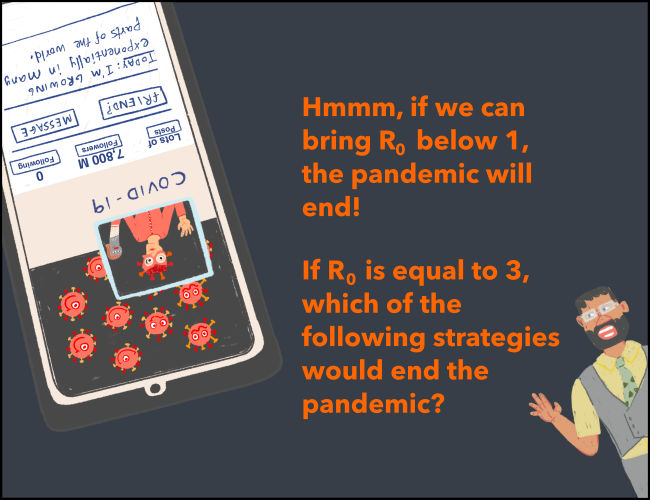 Hmmm, if we can
bring R₀ below 1,
the pandemic will
end!
If R₀ is equal to 3,
which of the
following strategies
would end the
pandemic?
COVID-19
Lots of
Posts
7,800 M
Followers
0
Following
FRIEND?
MESSAGE
TODAY: I'M GROWING
exponentially in many
parts of the world.